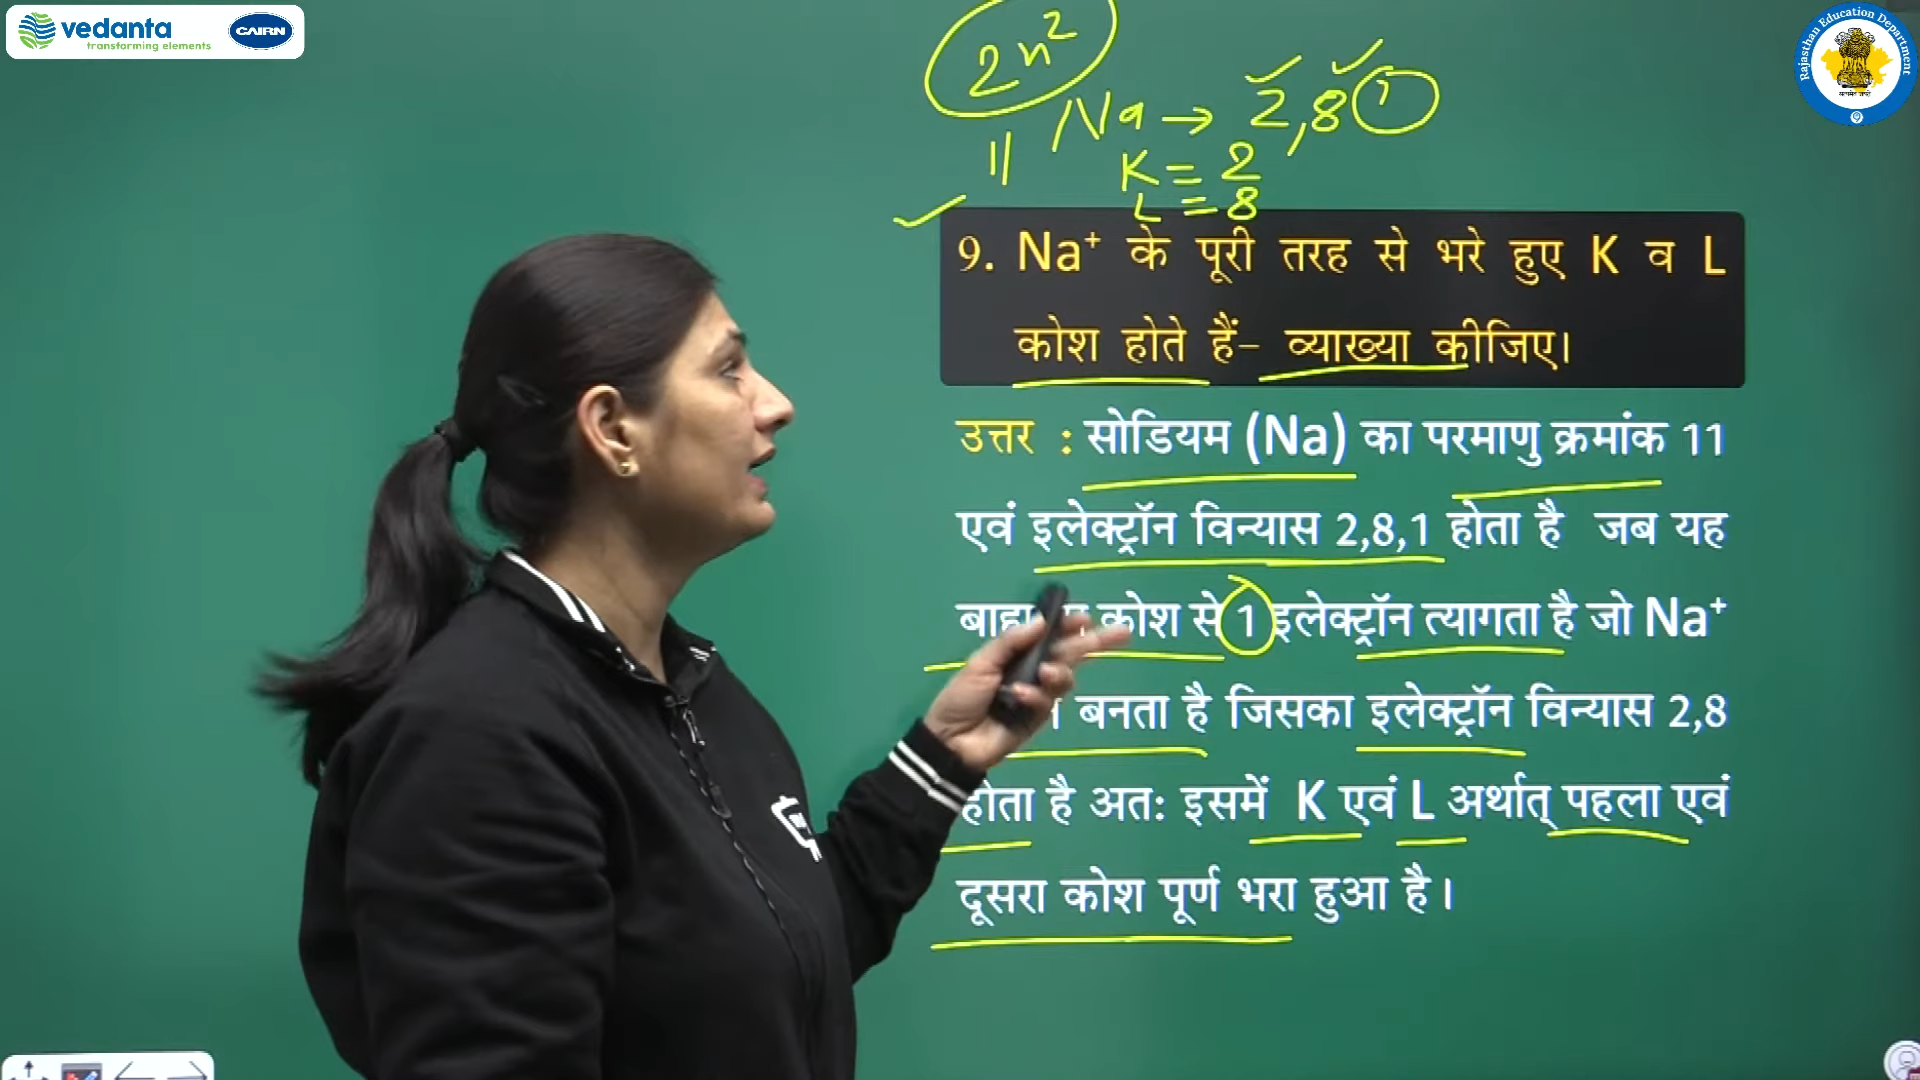 vedanta
transforming elements
CAIRN
Rajasthan Education Department
2n²
Na → 2,8 1
11
K = 2
L = 8
9. Na⁺ के पूरी तरह से भरे हुए K व L
कोश होते हैं– व्याख्या कीजिए।
उत्तर : सोडियम (Na) का परमाणु क्रमांक 11
एवं इलेक्ट्रॉन विन्यास 2,8,1 होता है जब यह
कोश से 1 इलेक्ट्रॉन त्यागता है जो Na⁺
बनता है जिसका इलेक्ट्रॉन विन्यास 2,8
होता है अत: इसमें K एवं L अर्थात् पहला एवं
दूसरा कोश पूर्ण भरा हुआ है।